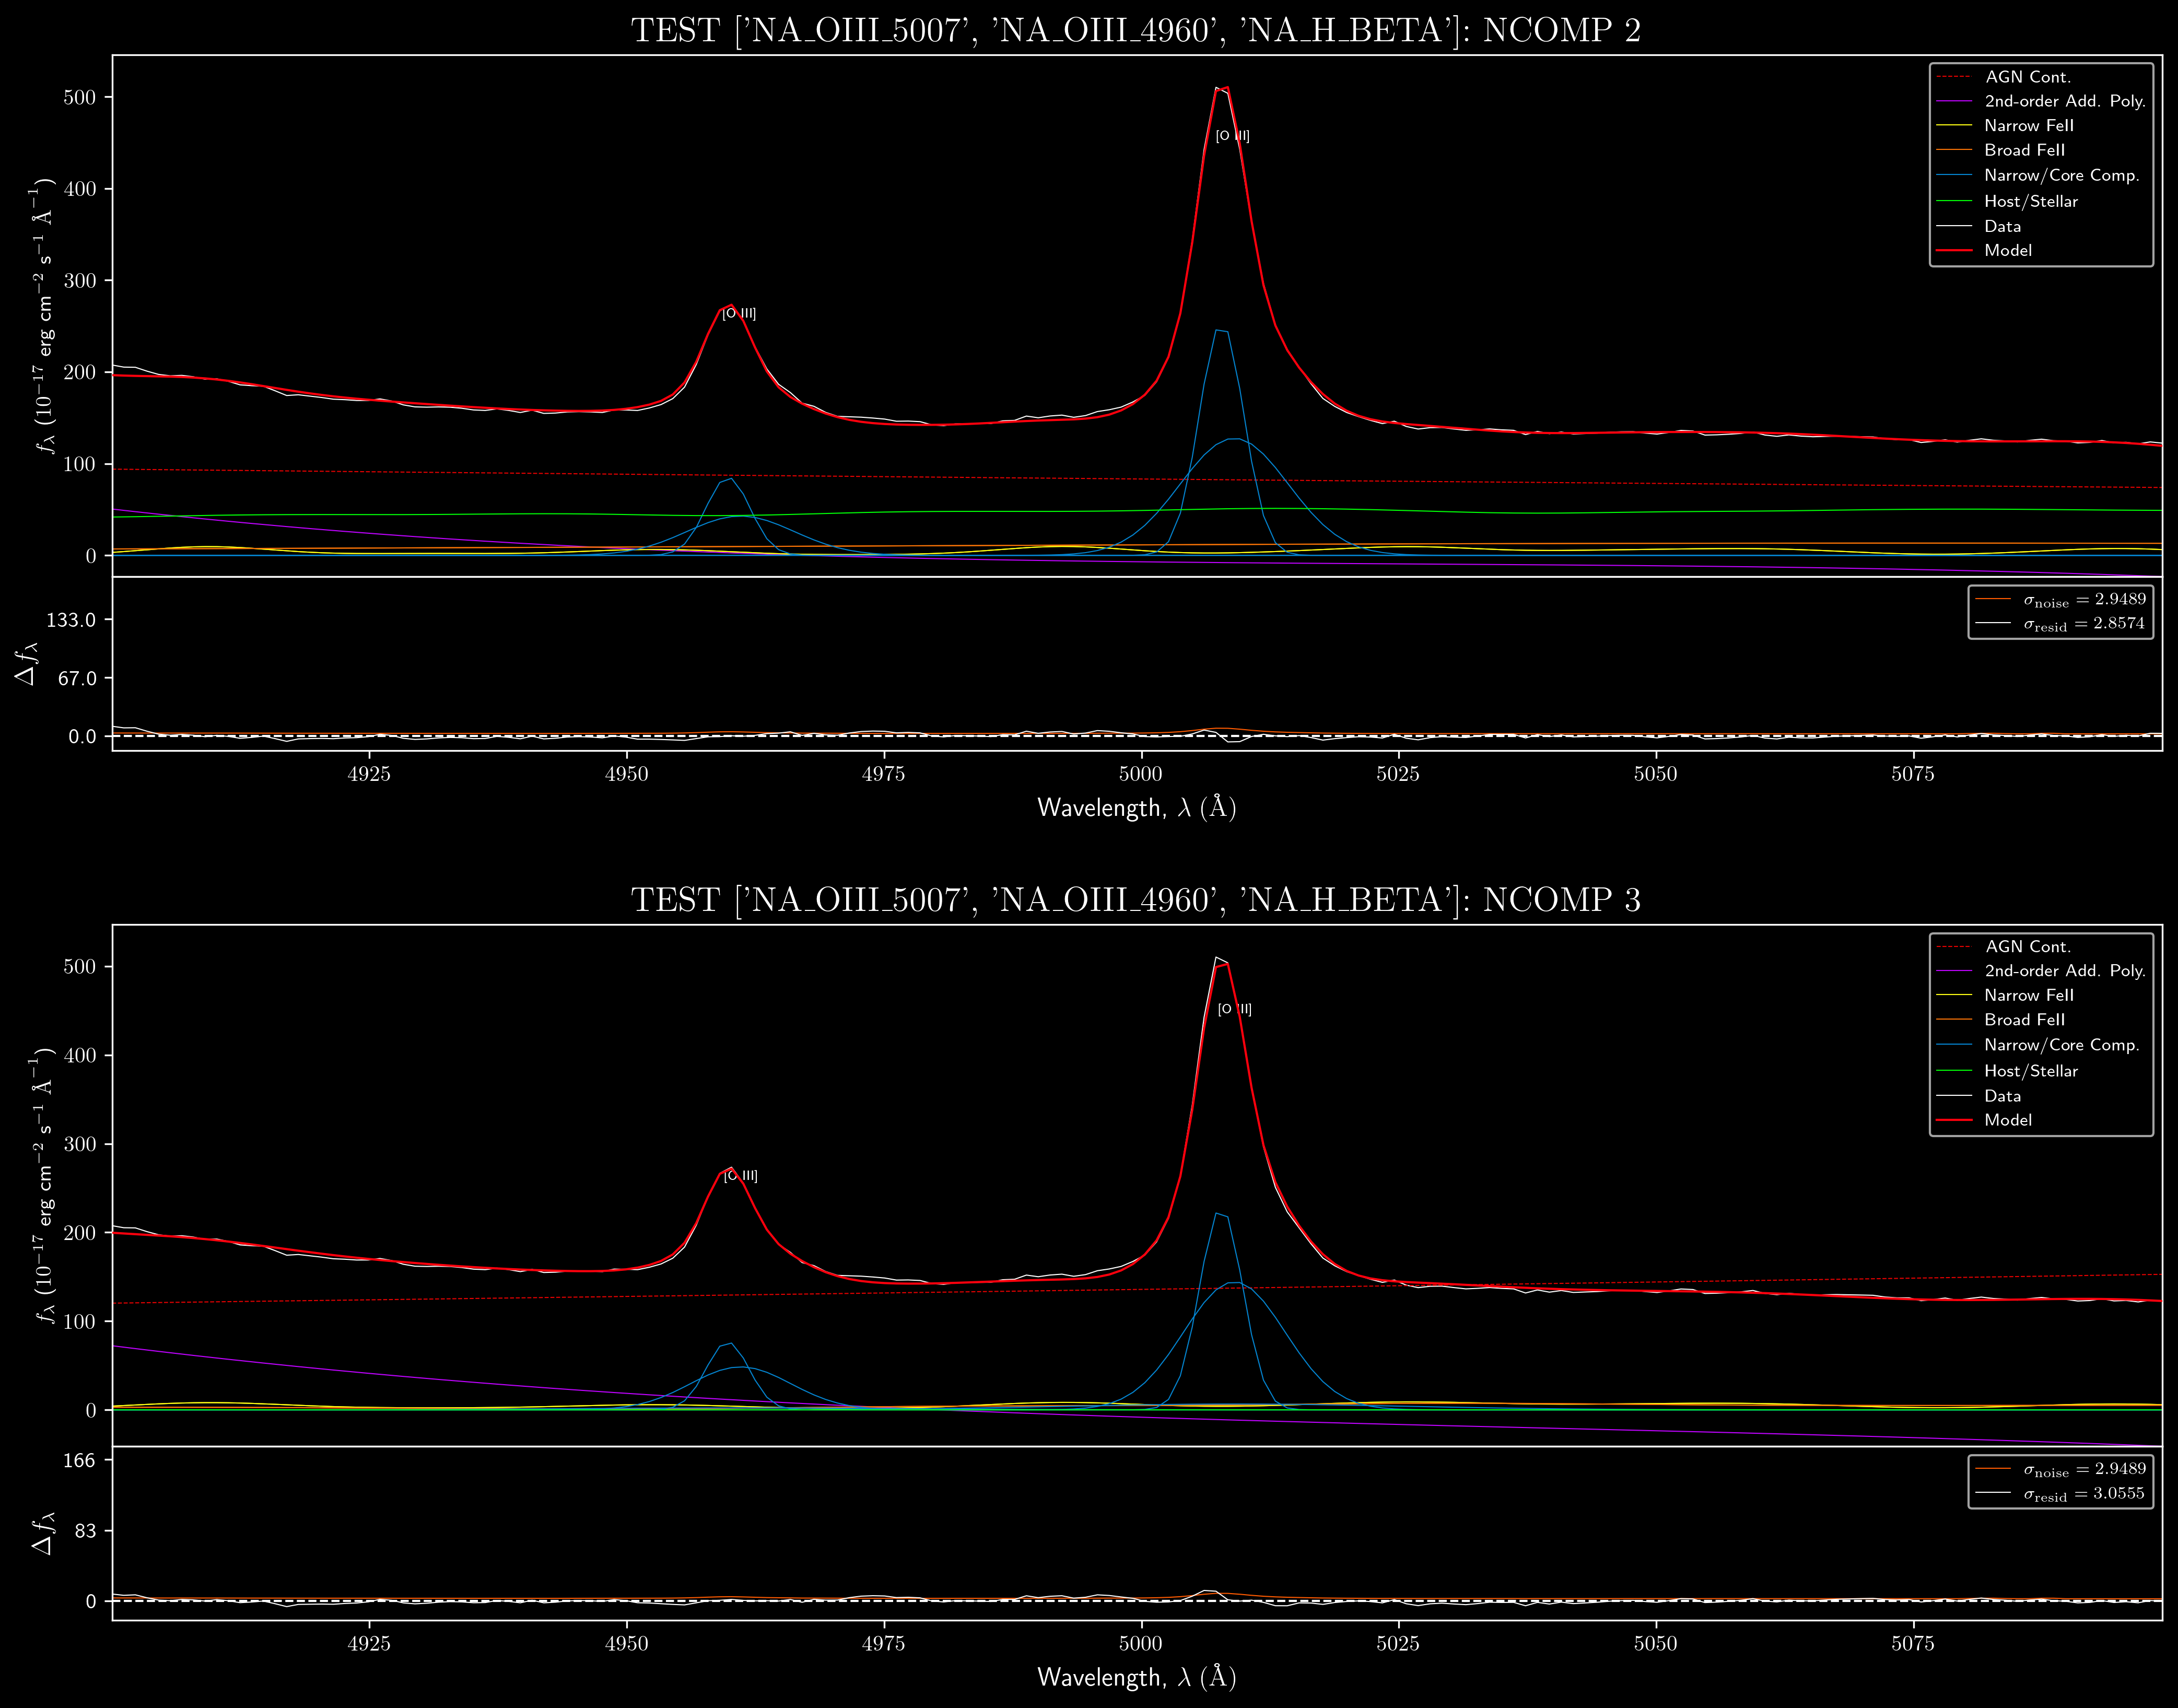 TEST ['NA_OIII_5007', 'NA_OIII_4960', 'NA_H_BETA']: NCOMP 2
AGN Cont.
2nd-order Add. Poly.
Narrow FeII
Broad FeII
Narrow/Core Comp.
Host/Stellar
Data
Model
[O III]
[O III]
500
400
300
200
100
0
f_λ (10⁻¹⁷ erg cm⁻² s⁻¹ Å⁻¹)
σ_noise = 2.9489
σ_resid = 2.8574
133.0
67.0
0.0
Δf_λ
4925 4950 4975 5000 5025 5050 5075
Wavelength, λ (Å)
TEST ['NA_OIII_5007', 'NA_OIII_4960', 'NA_H_BETA']: NCOMP 3
AGN Cont.
2nd-order Add. Poly.
Narrow FeII
Broad FeII
Narrow/Core Comp.
Host/Stellar
Data
Model
[O III]
[O III]
500
400
300
200
100
0
f_λ (10⁻¹⁷ erg cm⁻² s⁻¹ Å⁻¹)
σ_noise = 2.9489
σ_resid = 3.0555
166
83
0
Δf_λ
4925 4950 4975 5000 5025 5050 5075
Wavelength, λ (Å)